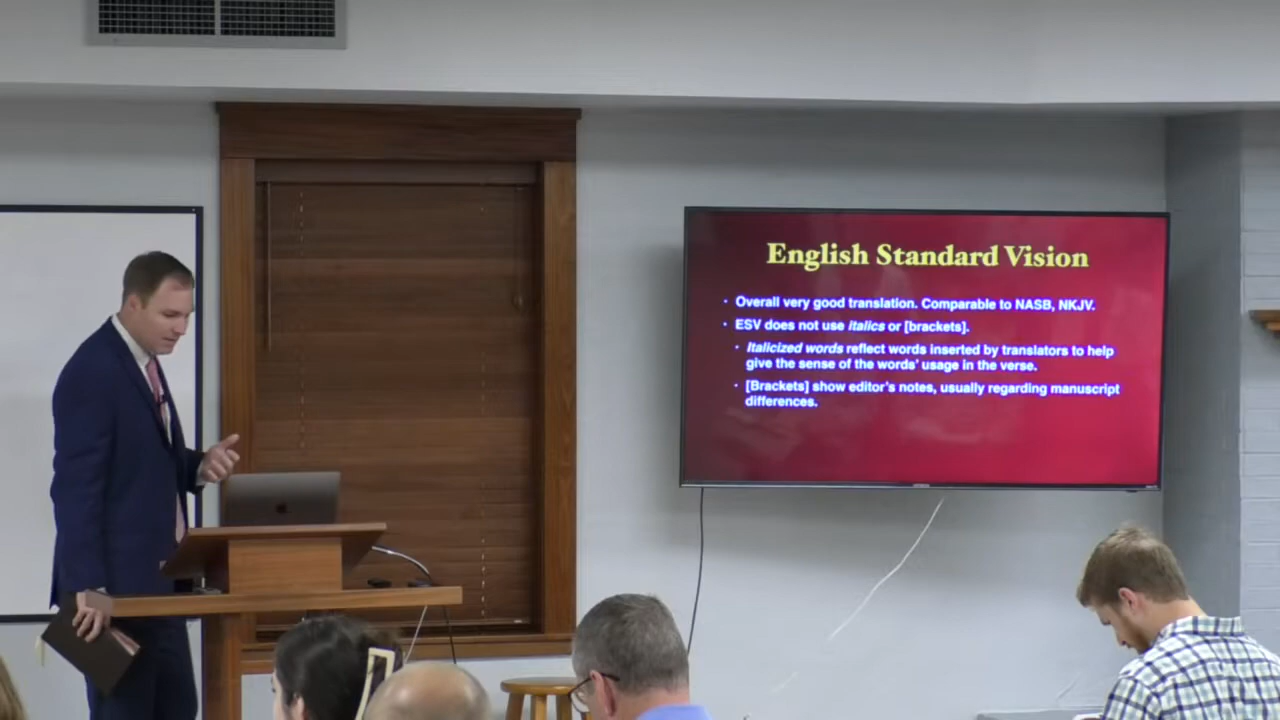 English Standard Vision
• Overall very good translation. Comparable to NASB, NKJV.
• ESV does not use italics or [brackets].
• Italicized words reflect words inserted by translators to help
give the sense of the words' usage in the verse.
• [Brackets] show editor's notes, usually regarding manuscript
differences.